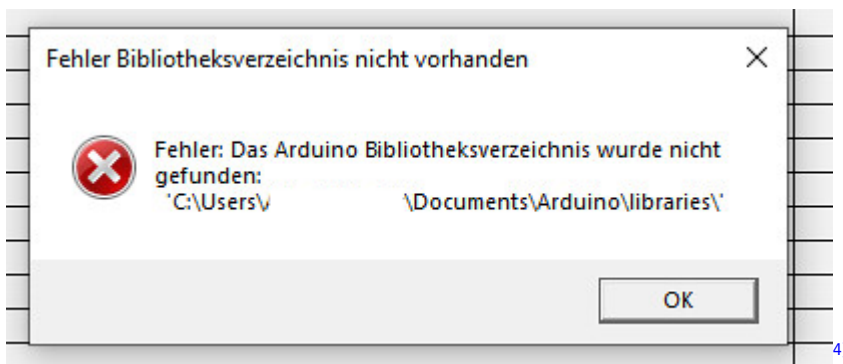 Fehler Bibliotheksverzeichnis nicht vorhanden
Fehler: Das Arduino Bibliotheksverzeichnis wurde nicht
gefunden:
'C:\Users\ \Documents\Arduino\libraries\'
OK
4